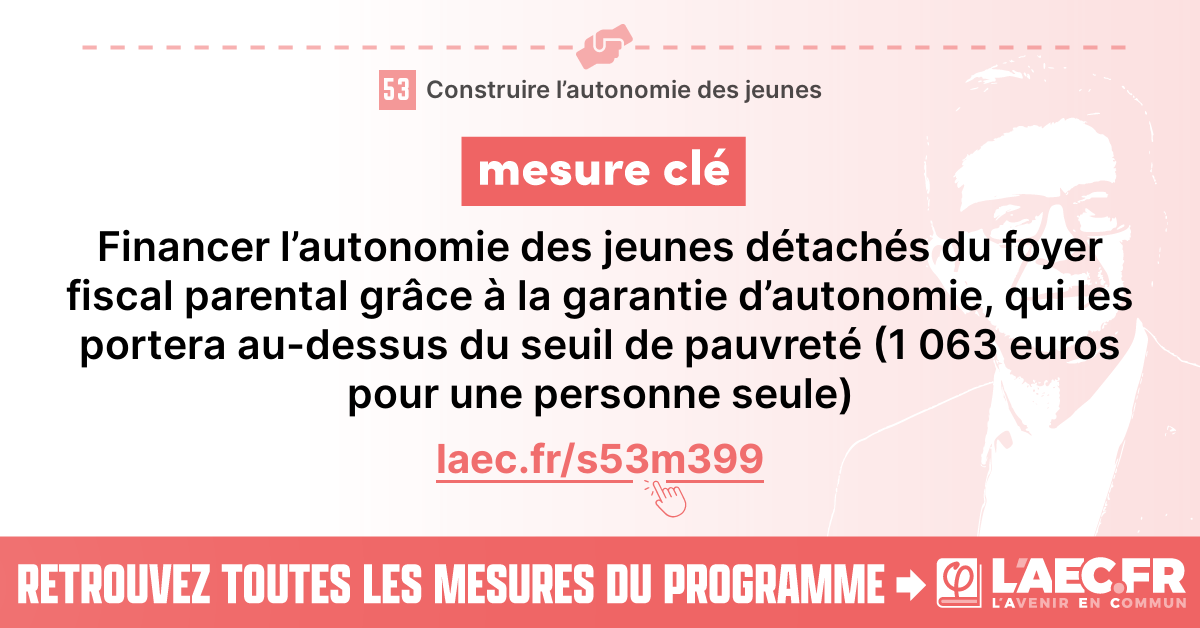 53 Construire l’autonomie des jeunes
mesure clé
Financer l’autonomie des jeunes détachés du foyer
fiscal parental grâce à la garantie d’autonomie, qui les
portera au-dessus du seuil de pauvreté (1 063 euros
pour une personne seule)
laec.fr/s53m399
RETROUVEZ TOUTES LES MESURES DU PROGRAMME
φ L'AEC.FR
L'AVENIR EN COMMUN